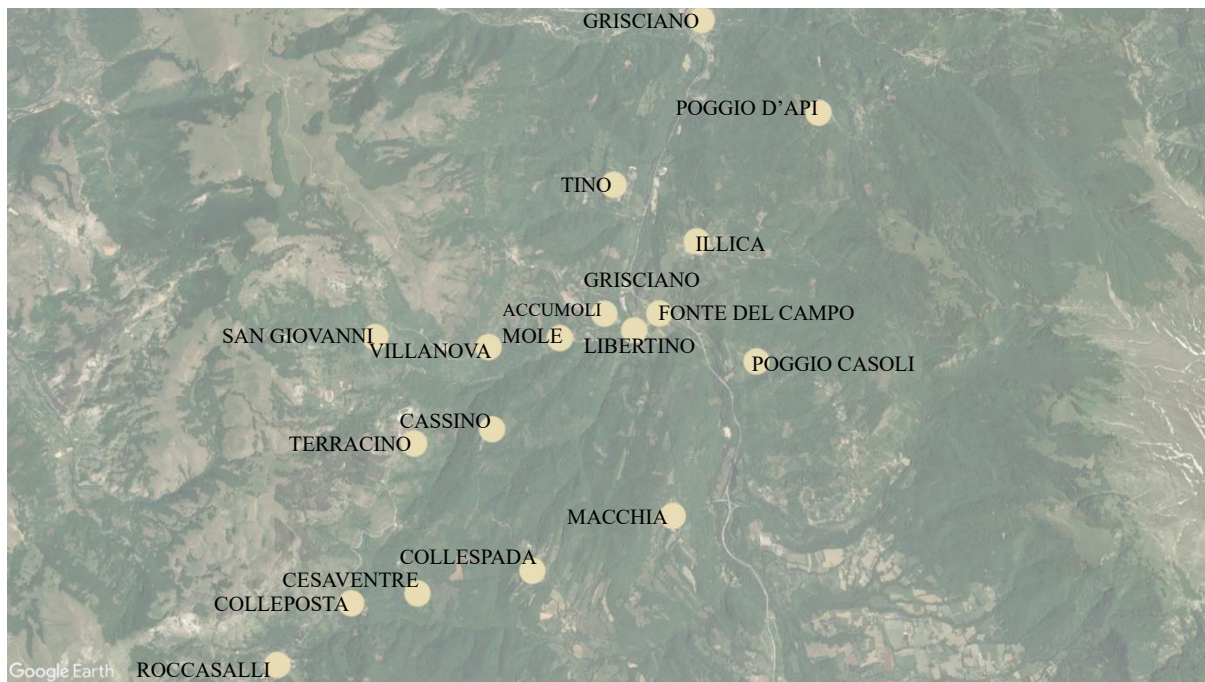 GRISCIANO
POGGIO D’API
TINO
ILLICA
GRISCIANO
ACCUMOLI
FONTE DEL CAMPO
SAN GIOVANNI
VILLANOVA
MOLE
LIBERTINO
POGGIO CASOLI
CASSINO
TERRACINO
MACCHIA
COLLESPADA
CESAVENTRE
COLLEPOSTA
ROCCASALLI
Google Earth